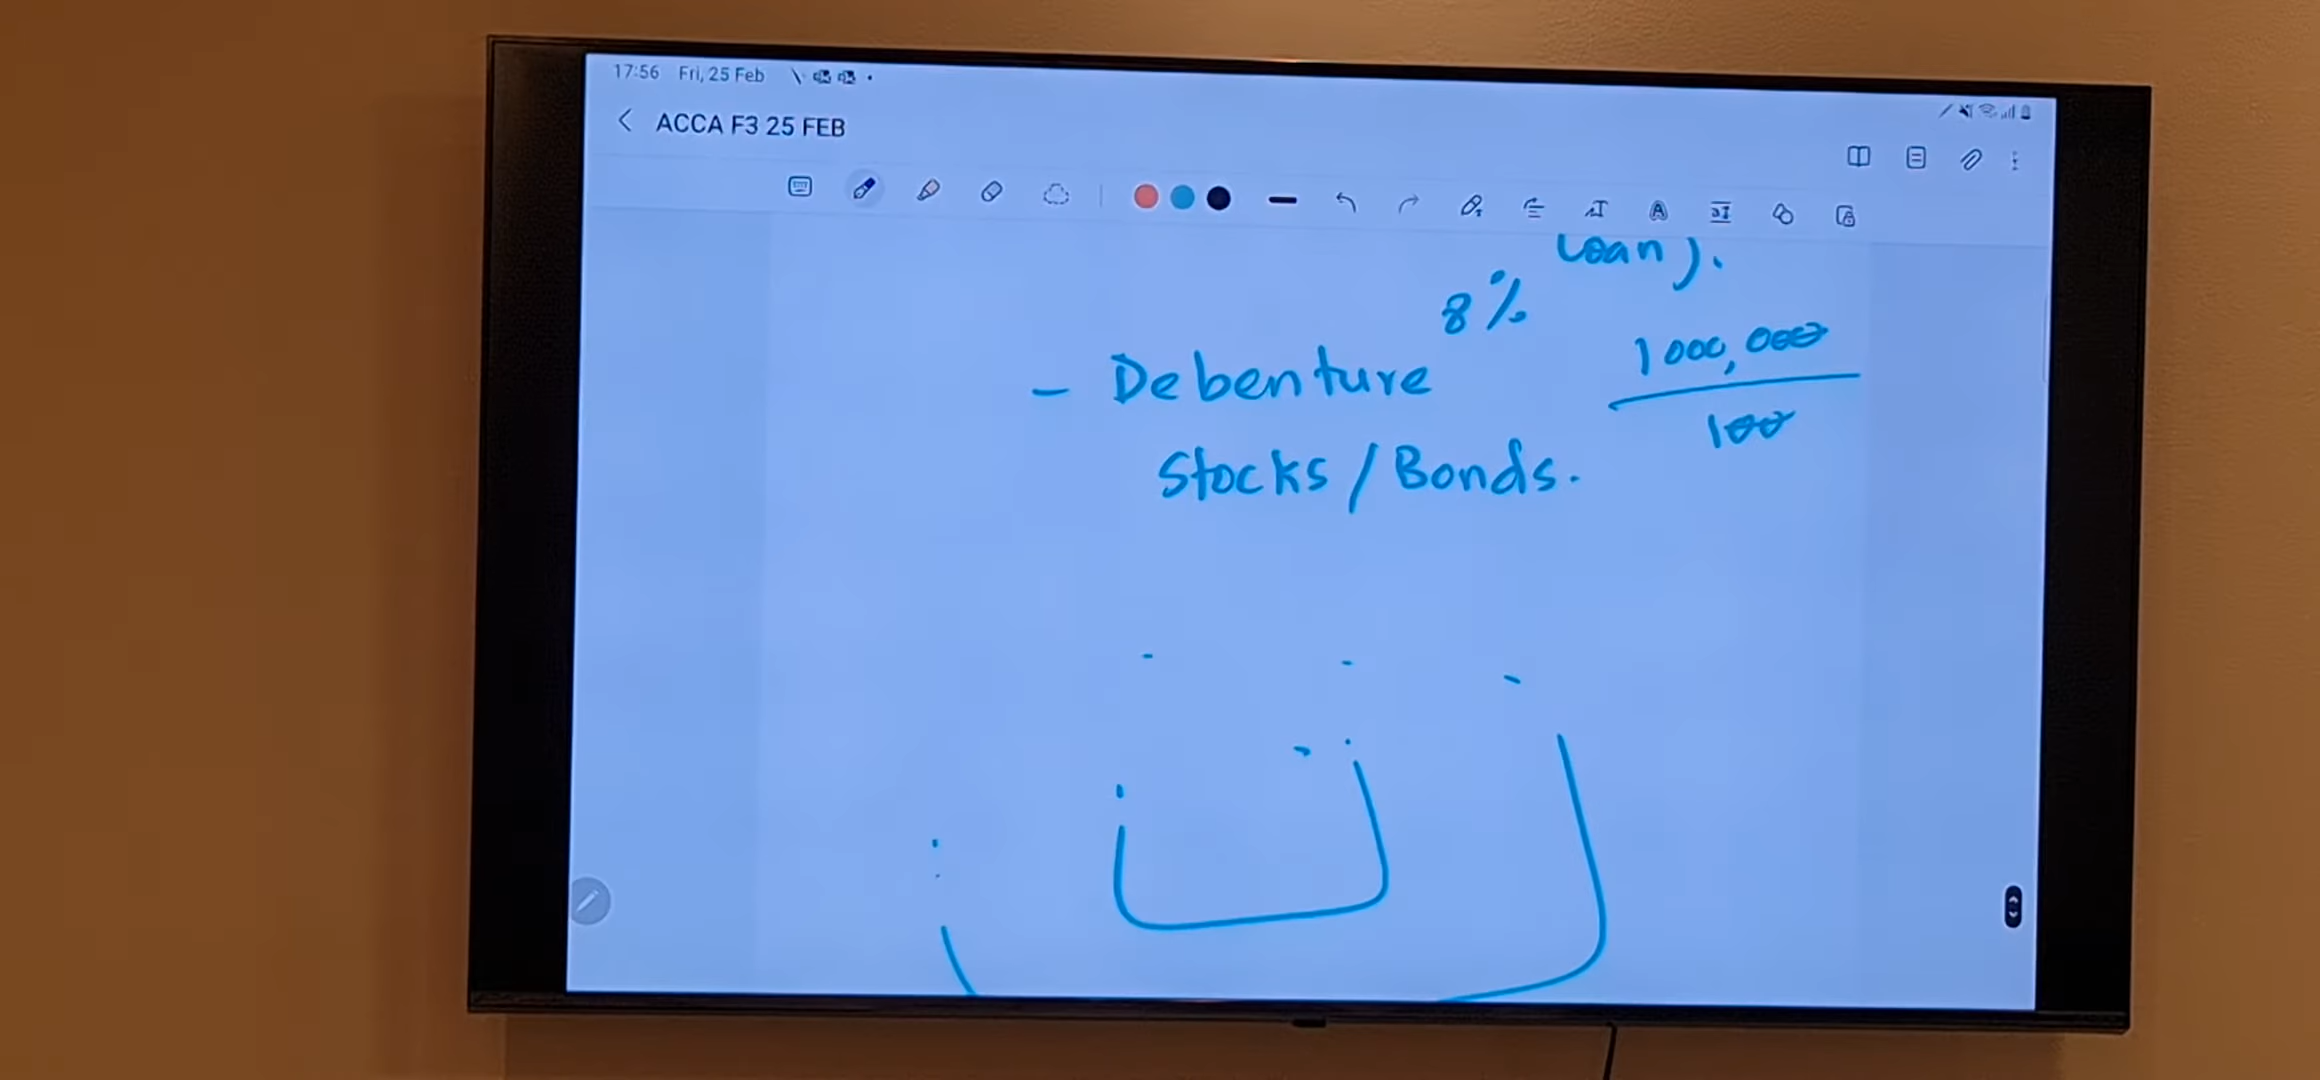 17:56 Fri, 25 Feb
ACCA F3 25 FEB
Loan).
8%
- Debenture
Stocks/Bonds.
1000,000
100